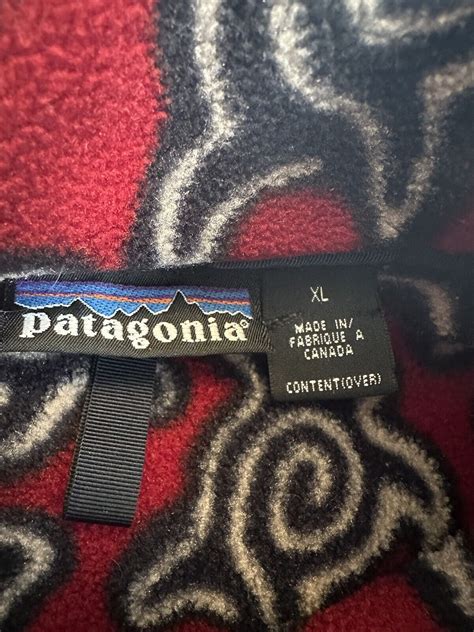 patagonia®
XL
MADE IN/
FABRIQUE A
CANADA
CONTENT(OVER)